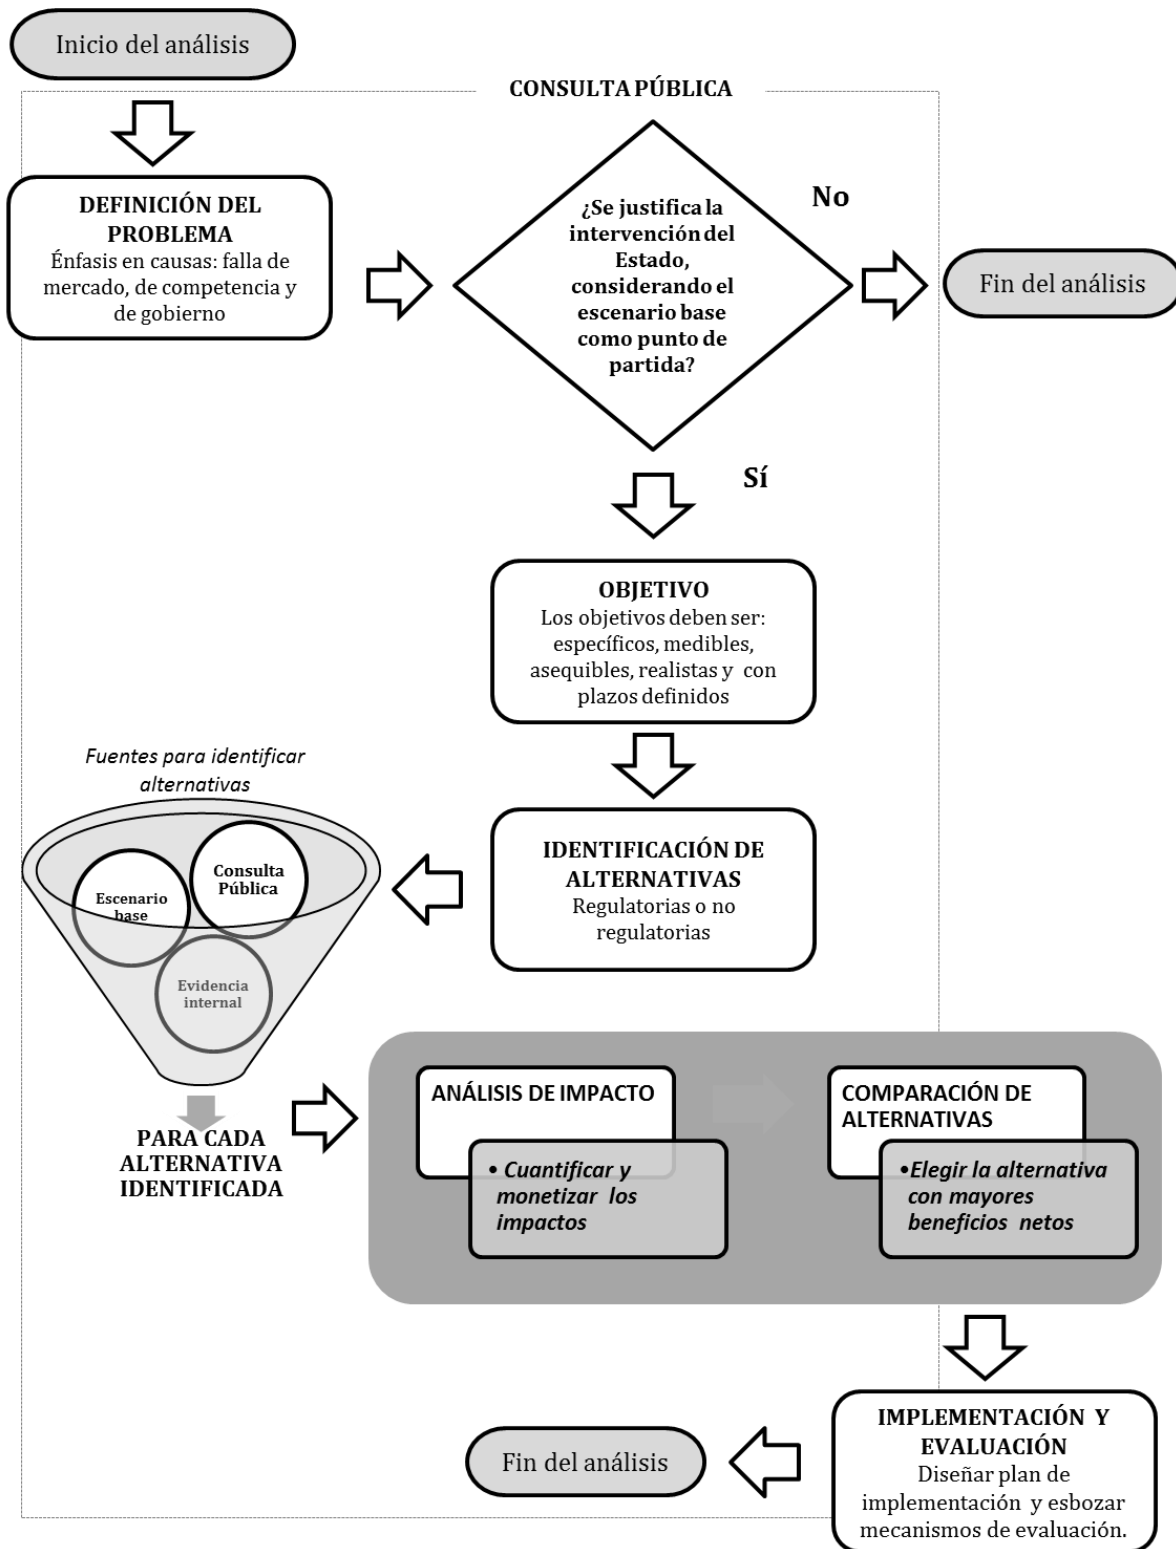 Inicio del análisis
CONSULTA PÚBLICA
DEFINICIÓN DEL
PROBLEMA
Énfasis en causas: falla de
mercado, de competencia y
de gobierno
¿Se justifica la
intervención del
Estado,
considerando el
escenario base
como punto de
partida?
No
Fin del análisis
Sí
OBJETIVO
Los objetivos deben ser:
específicos, medibles,
asequibles, realistas y con
plazos definidos
IDENTIFICACIÓN DE
ALTERNATIVAS
Regulatorias o no
regulatorias
Fuentes para identificar
alternativas
Consulta
Pública
Escenario
base
Evidencia
internal
PARA CADA
ALTERNATIVA
IDENTIFICADA
ANÁLISIS DE IMPACTO
• Cuantificar y
monetizar los
impactos
COMPARACIÓN DE
ALTERNATIVAS
•Elegir la alternativa
con mayores
beneficios netos
IMPLEMENTACIÓN Y
EVALUACIÓN
Diseñar plan de
implementación y esbozar
mecanismos de evaluación.
Fin del análisis